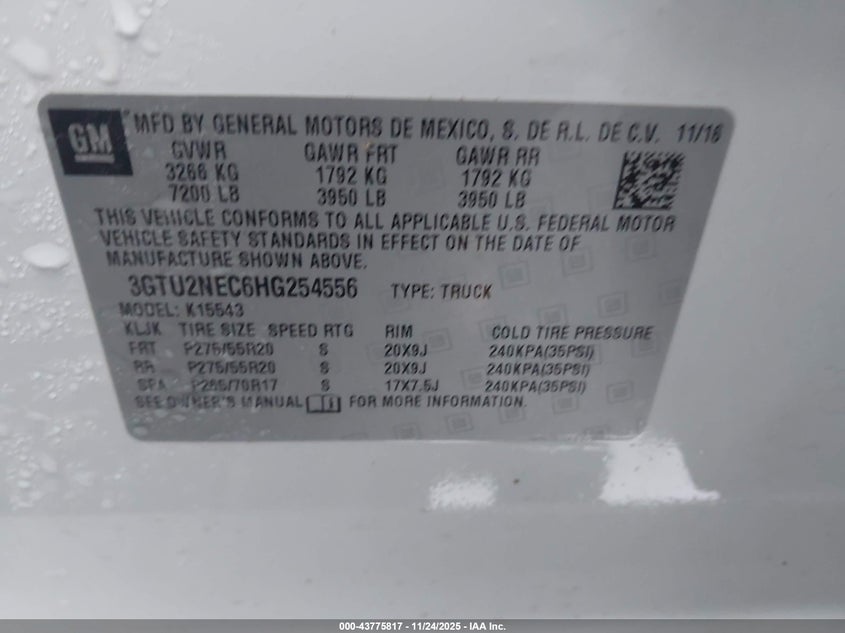 GM
MFD BY GENERAL MOTORS DE MEXICO, S. DE R.L. DE C.V. 11/16
GVWR GAWR FRT GAWR RR
3266 KG 1792 KG 1792 KG
7200 LB 3950 LB 3950 LB
THIS VEHICLE CONFORMS TO ALL APPLICABLE U.S. FEDERAL MOTOR
VEHICLE SAFETY STANDARDS IN EFFECT ON THE DATE OF
MANUFACTURE SHOWN ABOVE.
3GTU2NEC6HG254556 TYPE: TRUCK
MODEL: K15543
KLJK TIRE SIZE SPEED RTG RIM COLD TIRE PRESSURE
FRT P275/55R20 S 20X9J 240KPA(35PSI)
RR P275/55R20 S 20X9J 240KPA(35PSI)
SPA P265/70R17 S 17X7.5J 240KPA(35PSI)
SEE OWNER'S MANUAL FOR MORE INFORMATION.
000-43775817 - 11/24/2025 - IAA Inc.